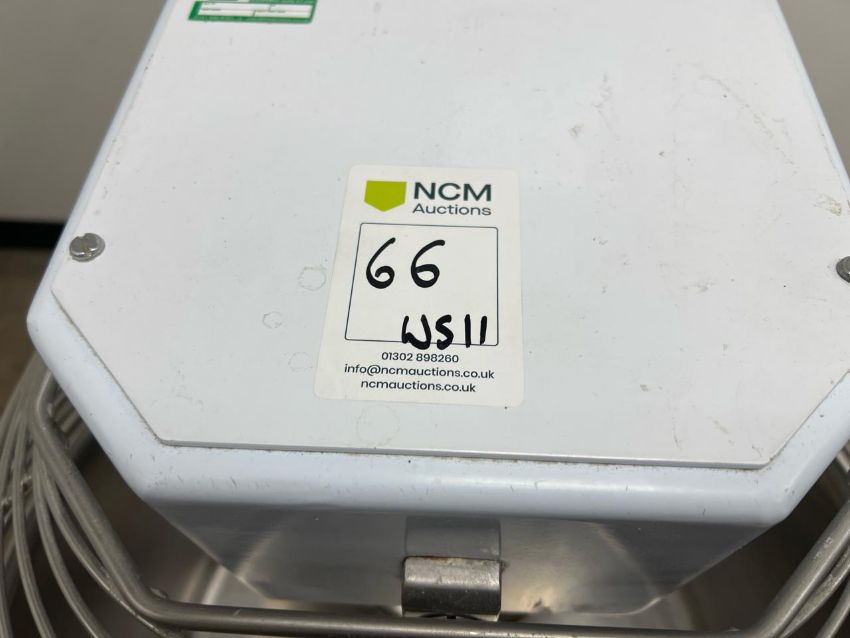 NCM
Auctions
66
WS11
01302 898260
info@ncmauctions.co.uk
ncmauctions.co.uk